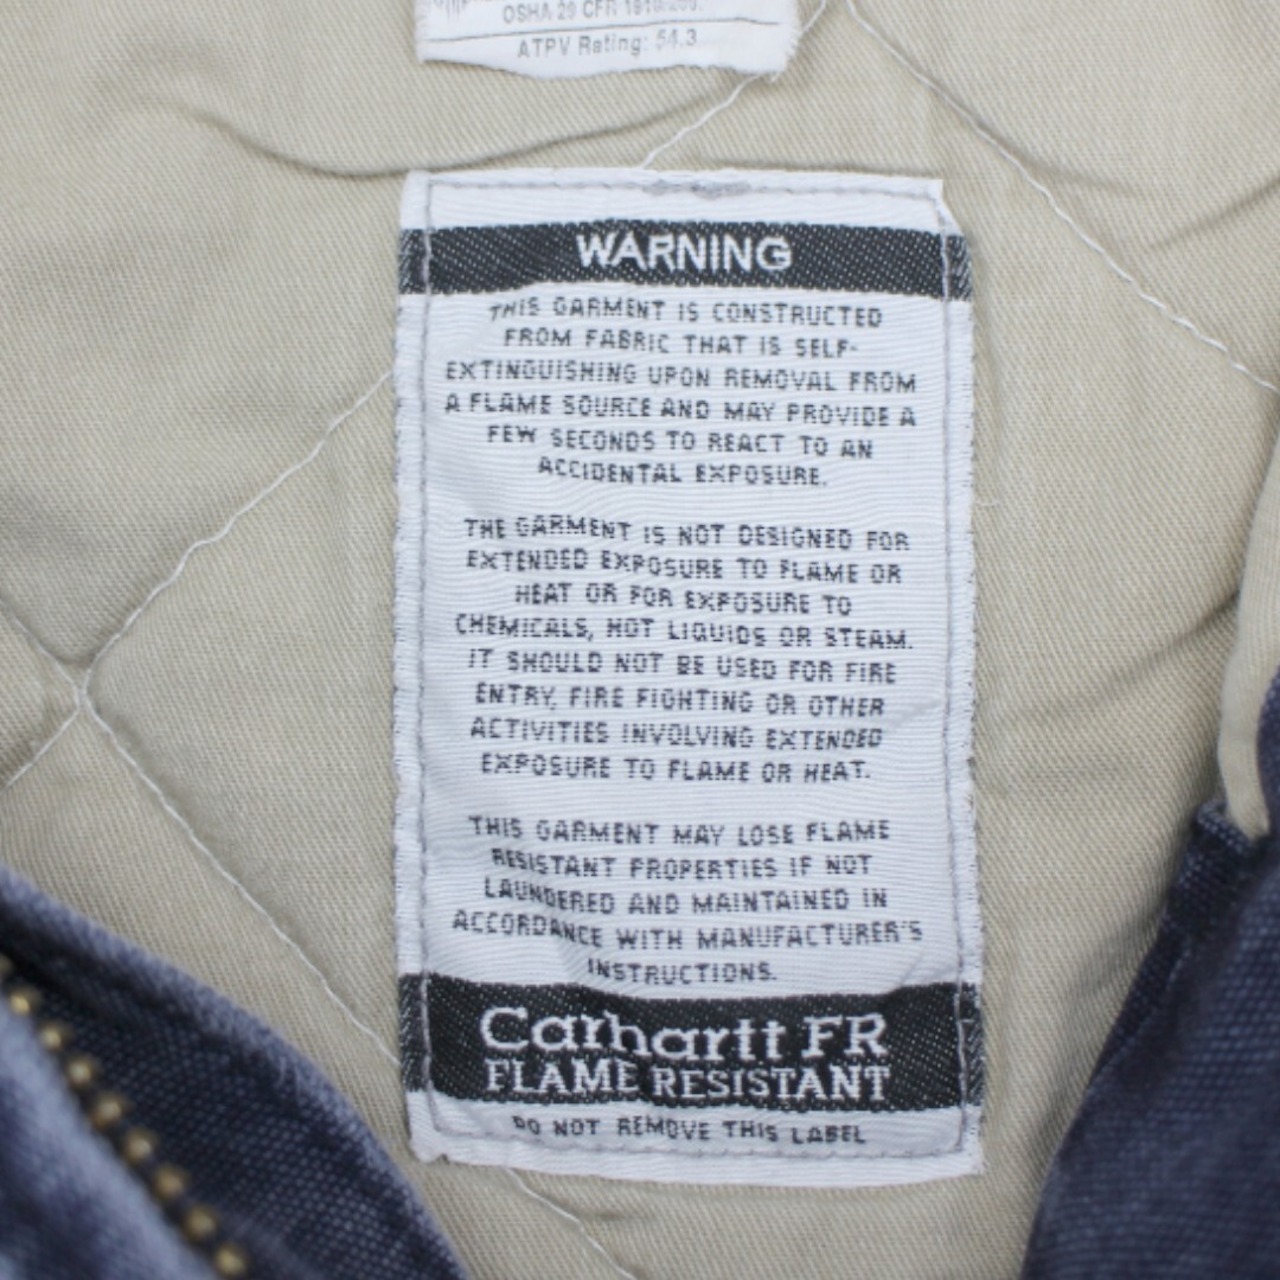 OSHA 29 CFR 1910.269.
ATPV Rating: 54.3
WARNING
THIS GARMENT IS CONSTRUCTED
FROM FABRIC THAT IS SELF-
EXTINGUISHING UPON REMOVAL FROM
A FLAME SOURCE AND MAY PROVIDE A
FEW SECONDS TO REACT TO AN
ACCIDENTAL EXPOSURE.
THE GARMENT IS NOT DESIGNED FOR
EXTENDED EXPOSURE TO FLAME OR
HEAT OR FOR EXPOSURE TO
CHEMICALS, HOT LIQUIDS OR STEAM.
IT SHOULD NOT BE USED FOR FIRE
ENTRY, FIRE FIGHTING OR OTHER
ACTIVITIES INVOLVING EXTENDED
EXPOSURE TO FLAME OR HEAT.
THIS GARMENT MAY LOSE FLAME
RESISTANT PROPERTIES IF NOT
LAUNDERED AND MAINTAINED IN
ACCORDANCE WITH MANUFACTURER'S
INSTRUCTIONS.
Carhartt FR
FLAME RESISTANT
DO NOT REMOVE THIS LABEL